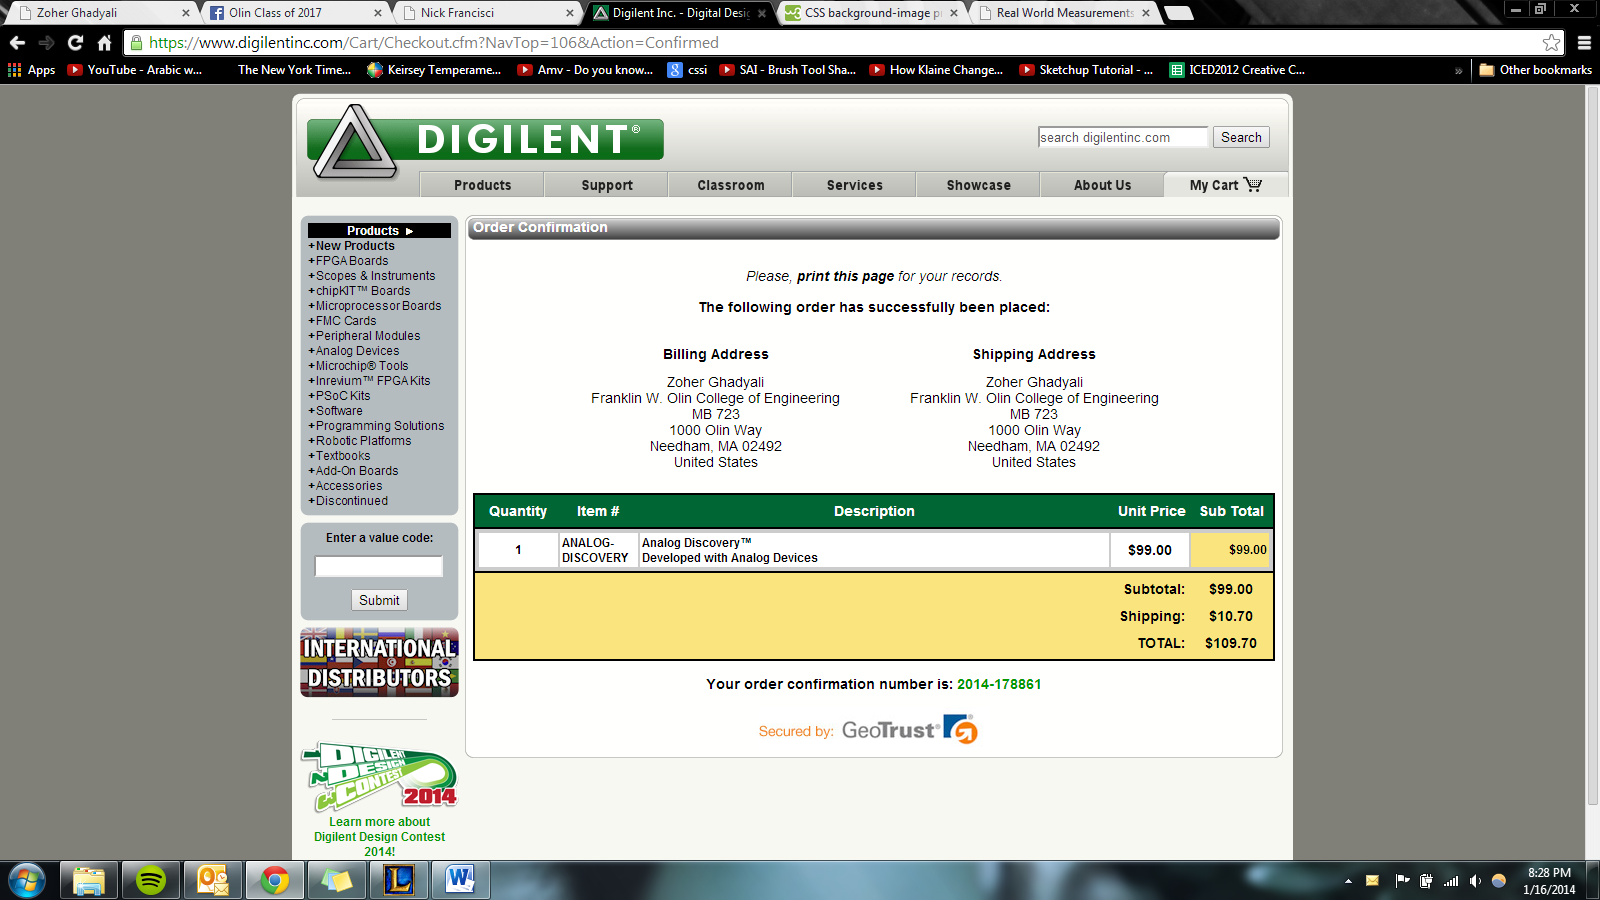 Zoher Ghadyali
Olin Class of 2017
Nick Francisci
Digilent Inc. - Digital Desig
CSS background-image pr
Real World Measurements
https://www.digilentinc.com/Cart/Checkout.cfm?NavTop=106&Action=Confirmed
Apps
YouTube - Arabic w...
The New York Time...
Keirsey Temperame...
Amv - Do you know...
cssi
SAI - Brush Tool Sha...
How Klaine Change...
Sketchup Tutorial - ...
ICED2012 Creative C...
»
Other bookmarks
DIGILENT®
search digilentinc.com
Search
Products
Support
Classroom
Services
Showcase
About Us
My Cart
Products
+New Products
+FPGA Boards
+Scopes & Instruments
+chipKIT™ Boards
+Microprocessor Boards
+FMC Cards
+Peripheral Modules
+Analog Devices
+Microchip® Tools
+Inrevium™ FPGA Kits
+PSoC Kits
+Software
+Programming Solutions
+Robotic Platforms
+Textbooks
+Add-On Boards
+Accessories
+Discontinued
Enter a value code:
Submit
INTERNATIONAL
DISTRIBUTORS
DIGILENT
DESIGN
CONTEST
2014
Learn more about
Digilent Design Contest
2014!
Order Confirmation
Please, print this page for your records.
The following order has successfully been placed:
Billing Address
Zoher Ghadyali
Franklin W. Olin College of Engineering
MB 723
1000 Olin Way
Needham, MA 02492
United States
Shipping Address
Zoher Ghadyali
Franklin W. Olin College of Engineering
MB 723
1000 Olin Way
Needham, MA 02492
United States
Quantity Item # Description Unit Price Sub Total
1 ANALOG-DISCOVERY Analog Discovery™ $99.00 $99.00
Developed with Analog Devices
Subtotal: $99.00
Shipping: $10.70
TOTAL: $109.70
Your order confirmation number is: 2014-178861
Secured by: GeoTrust®
8:28 PM
1/16/2014